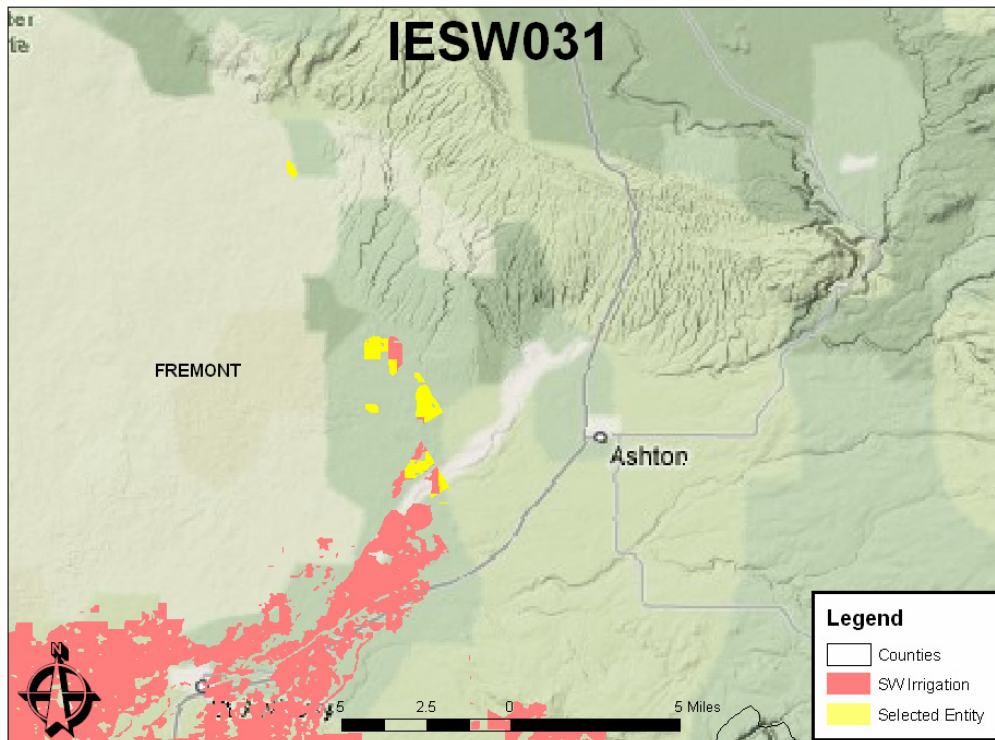 IESW031
FREMONT
Ashton
N
5 2.5 0 5 Miles
Legend
Counties
SW Irrigation
Selected Entity